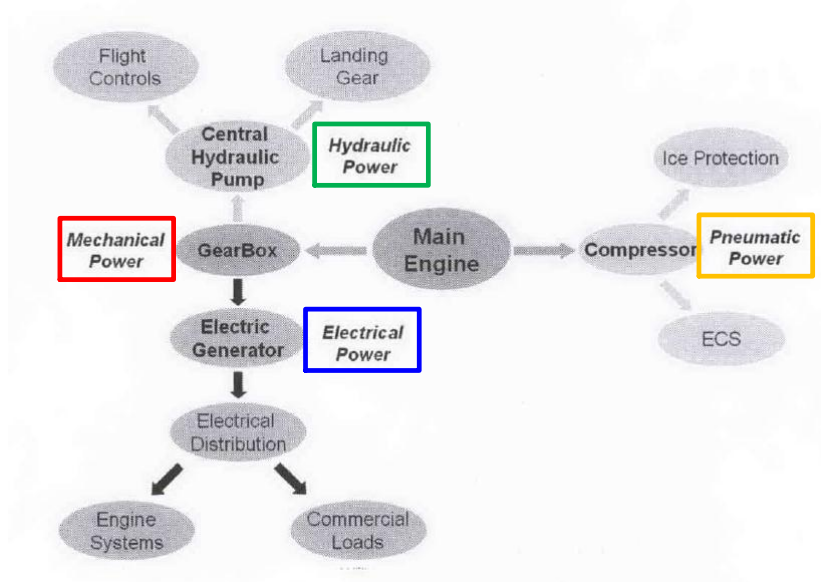 Flight
Controls
Landing
Gear
Central
Hydraulic
Pump
Hydraulic
Power
Ice Protection
Mechanical
Power
GearBox
Main
Engine
Compressor
Pneumatic
Power
Electric
Generator
Electrical
Power
ECS
Electrical
Distribution
Engine
Systems
Commercial
Loads